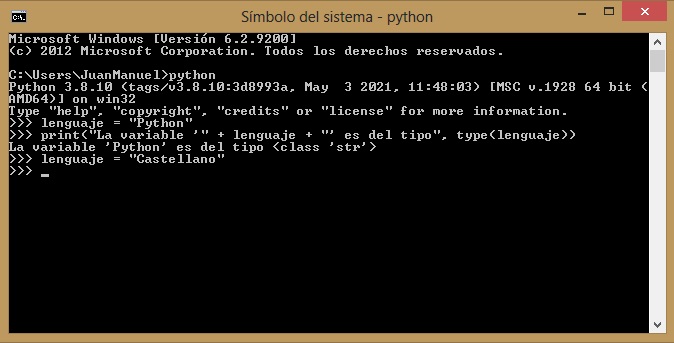 Símbolo del sistema - python
Microsoft Windows [Versión 6.2.9200]
(c) 2012 Microsoft Corporation. Todos los derechos reservados.
C:\Users\JuanManuel>python
Python 3.8.10 (tags/v3.8.10:3d8993a, May  3 2021, 11:48:03) [MSC v.1928 64 bit (
AMD64)] on win32
Type "help", "copyright", "credits" or "license" for more information.
>>> lenguaje = "Python"
>>> print("La variable '" + lenguaje + "' es del tipo", type(lenguaje))
La variable 'Python' es del tipo <class 'str'>
>>> lenguaje = "Castellano"
>>> _